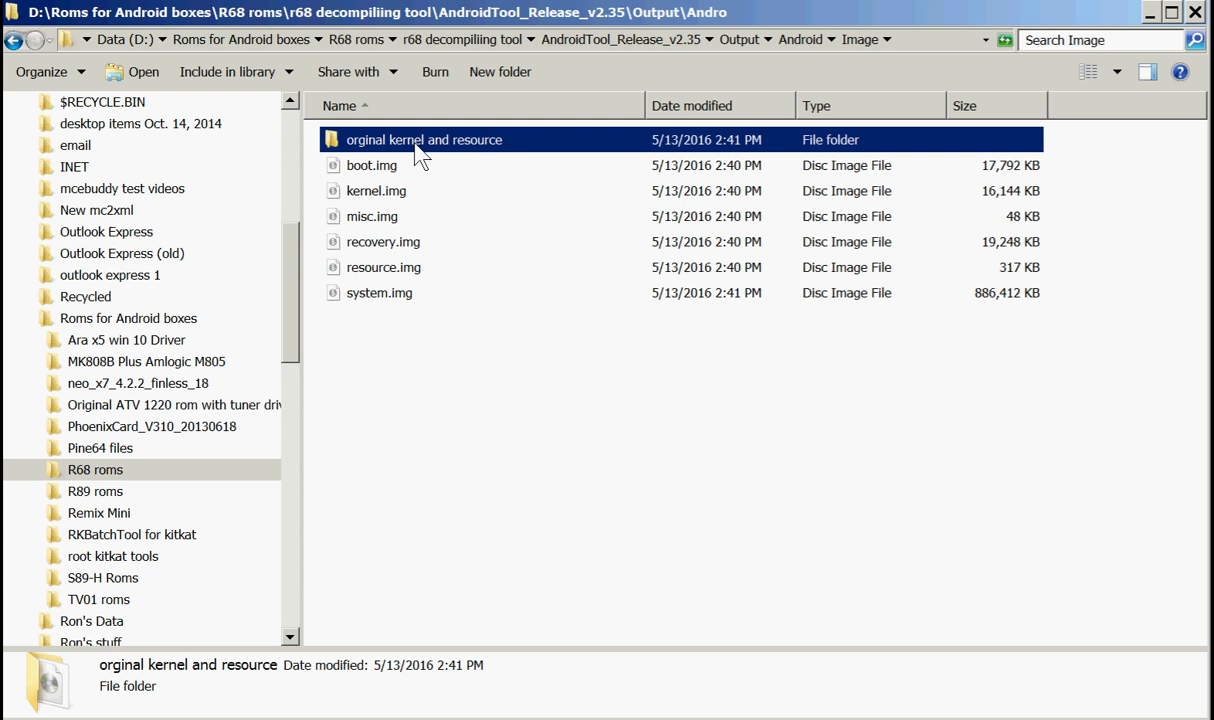 D:\Roms for Android boxes\R68 roms\r68 decompiliing tool\AndroidTool_Release_v2.35\Output\Andro
Data (D:) Roms for Android boxes R68 roms r68 decompiliing tool AndroidTool_Release_v2.35 Output Android Image Search Image
Organize Open Include in library Share with Burn New folder
Name Date modified Type Size
$RECYCLE.BIN
desktop items Oct. 14, 2014
email
INET
mcebuddy test videos
New mc2xml
Outlook Express
Outlook Express (old)
outlook express 1
Recycled
Roms for Android boxes
Ara x5 win 10 Driver
MK808B Plus Amlogic M805
neo_x7_4.2.2_finless_18
Original ATV 1220 rom with tuner driv
PhoenixCard_V310_20130618
Pine64 files
R68 roms
R89 roms
Remix Mini
RKBatchTool for kitkat
root kitkat tools
S89-H Roms
TV01 roms
Ron's Data
Ron's stuff
orginal kernel and resource 5/13/2016 2:41 PM File folder
boot.img 5/13/2016 2:40 PM Disc Image File 17,792 KB
kernel.img 5/13/2016 2:40 PM Disc Image File 16,144 KB
misc.img 5/13/2016 2:40 PM Disc Image File 48 KB
recovery.img 5/13/2016 2:40 PM Disc Image File 19,248 KB
resource.img 5/13/2016 2:40 PM Disc Image File 317 KB
system.img 5/13/2016 2:41 PM Disc Image File 886,412 KB
orginal kernel and resource Date modified: 5/13/2016 2:41 PM
File folder